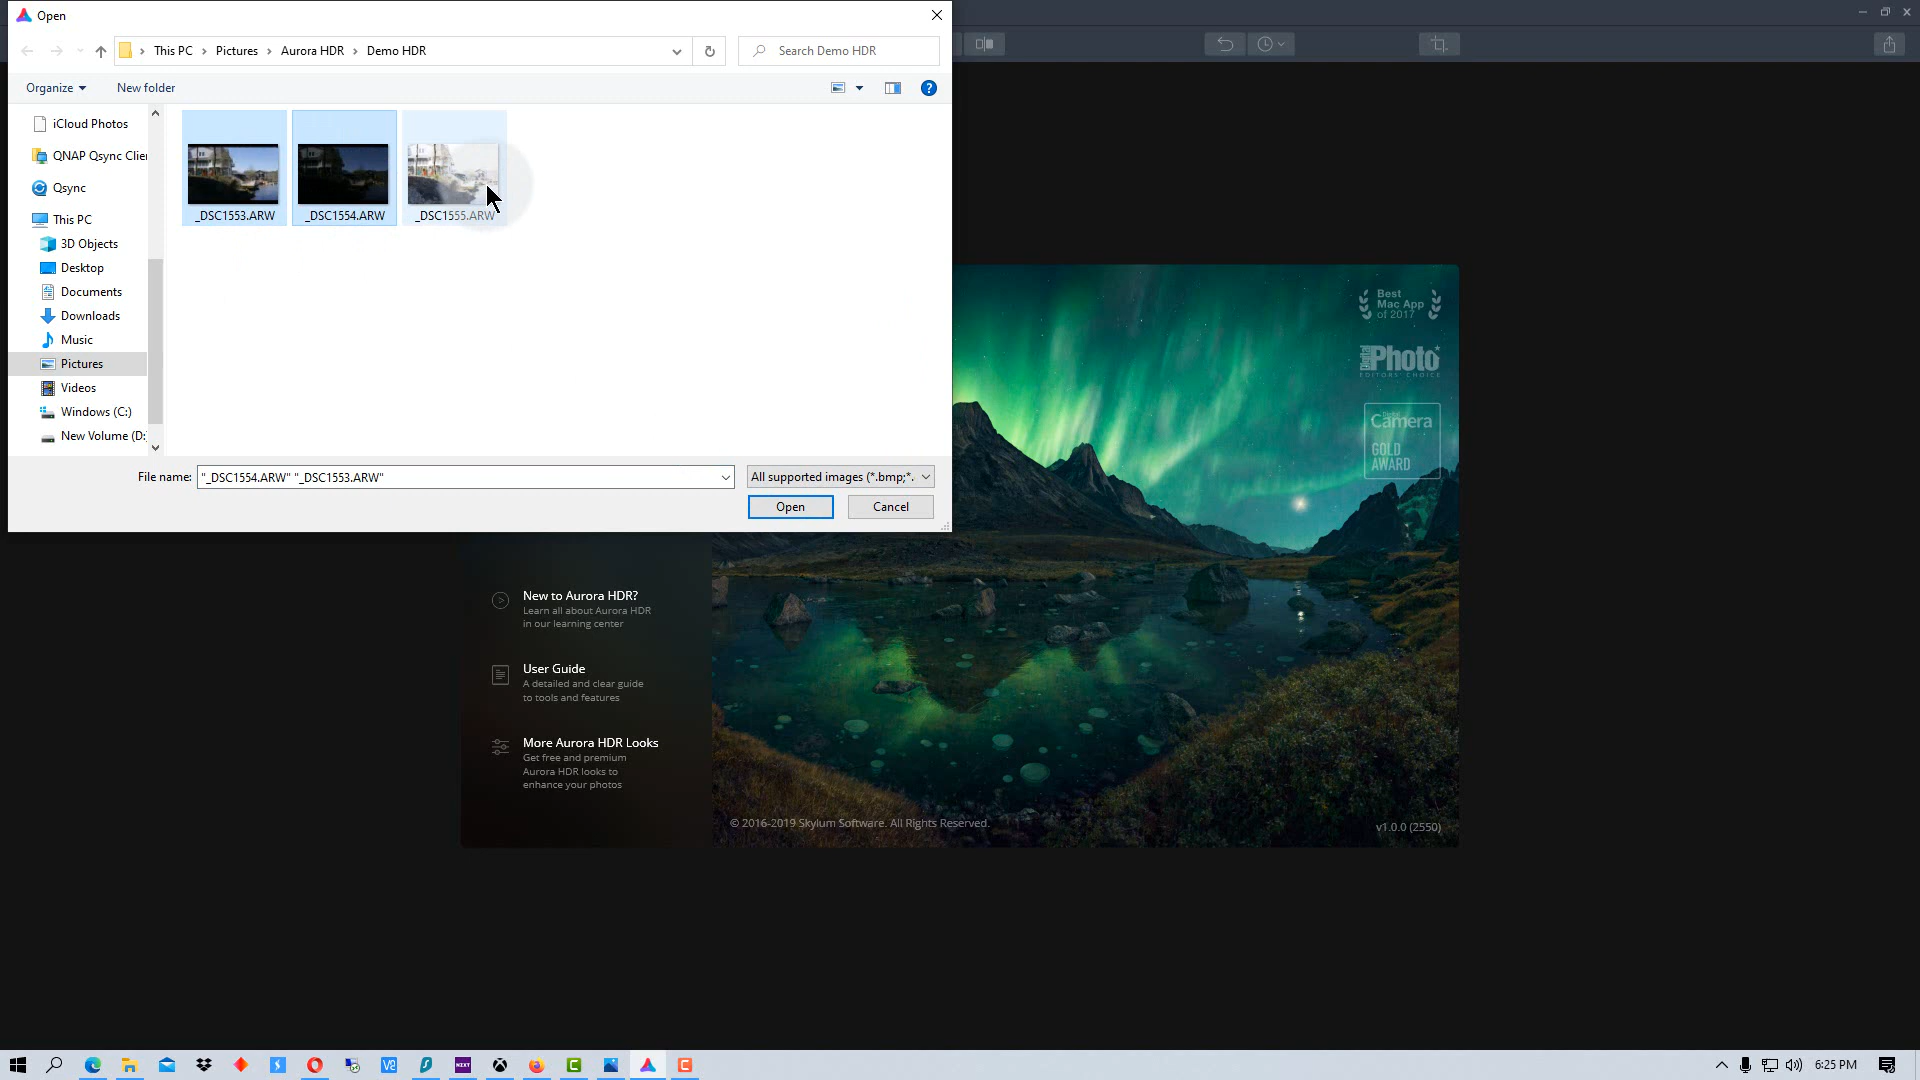 Open
This PC
Pictures
Aurora HDR
Demo HDR
Search Demo HDR
Organize
New folder
iCloud Photos
QNAP Qsync Clie
Qsync
This PC
3D Objects
Desktop
Documents
Downloads
Music
Pictures
Videos
Windows (C:)
New Volume (D:
_DSC1553.ARW
_DSC1554.ARW
_DSC1555.ARW
File name:
"_DSC1554.ARW" "_DSC1553.ARW"
All supported images (*.bmp;*.
Open
Cancel
Best
Mac App
of 2017
digital
Photo
EDITORS' CHOICE
Digital
Camera
GOLD
AWARD
New to Aurora HDR?
Learn all about Aurora HDR
in our learning center
User Guide
A detailed and clear guide
to tools and features
More Aurora HDR Looks
Get free and premium
Aurora HDR looks to
enhance your photos
© 2016-2019 Skylum Software. All Rights Reserved.
v1.0.0 (2550)
6:25 PM